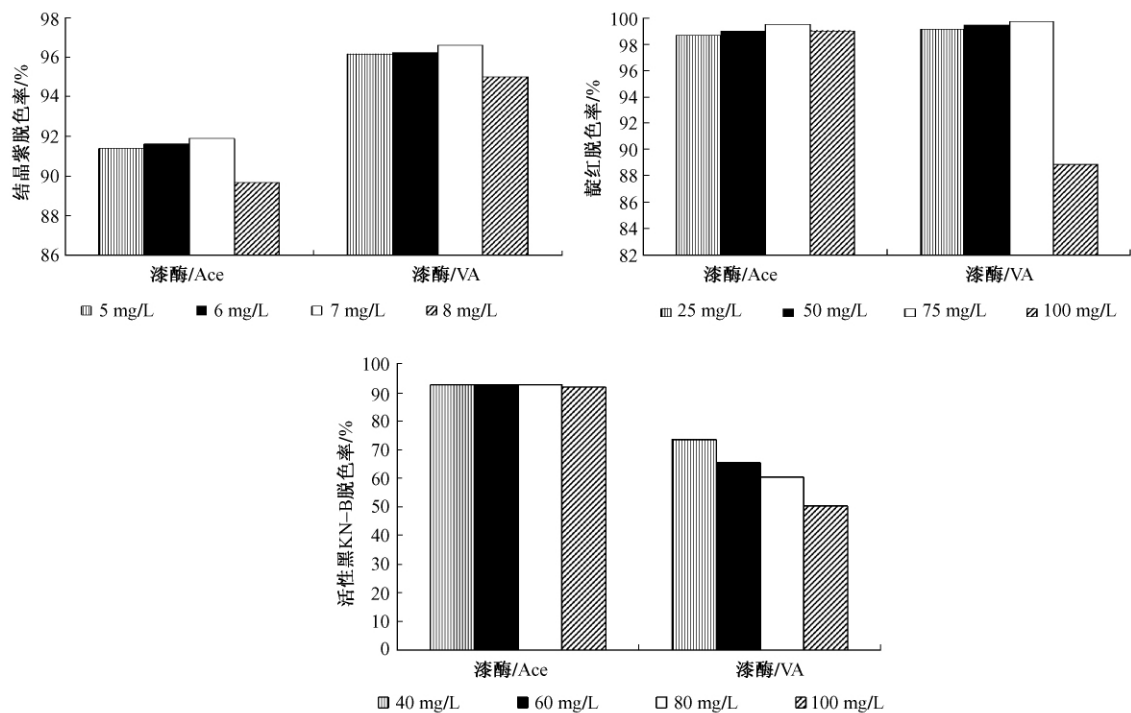 结晶紫脱色率/%
98
96
94
92
90
88
86
漆酶/Ace
漆酶/VA
5 mg/L
6 mg/L
7 mg/L
8 mg/L
靛红脱色率/%
100
98
96
94
92
90
88
86
84
82
漆酶/Ace
漆酶/VA
25 mg/L
50 mg/L
75 mg/L
100 mg/L
活性黑KN-B脱色率/%
100
90
80
70
60
50
40
30
20
10
0
漆酶/Ace
漆酶/VA
40 mg/L
60 mg/L
80 mg/L
100 mg/L